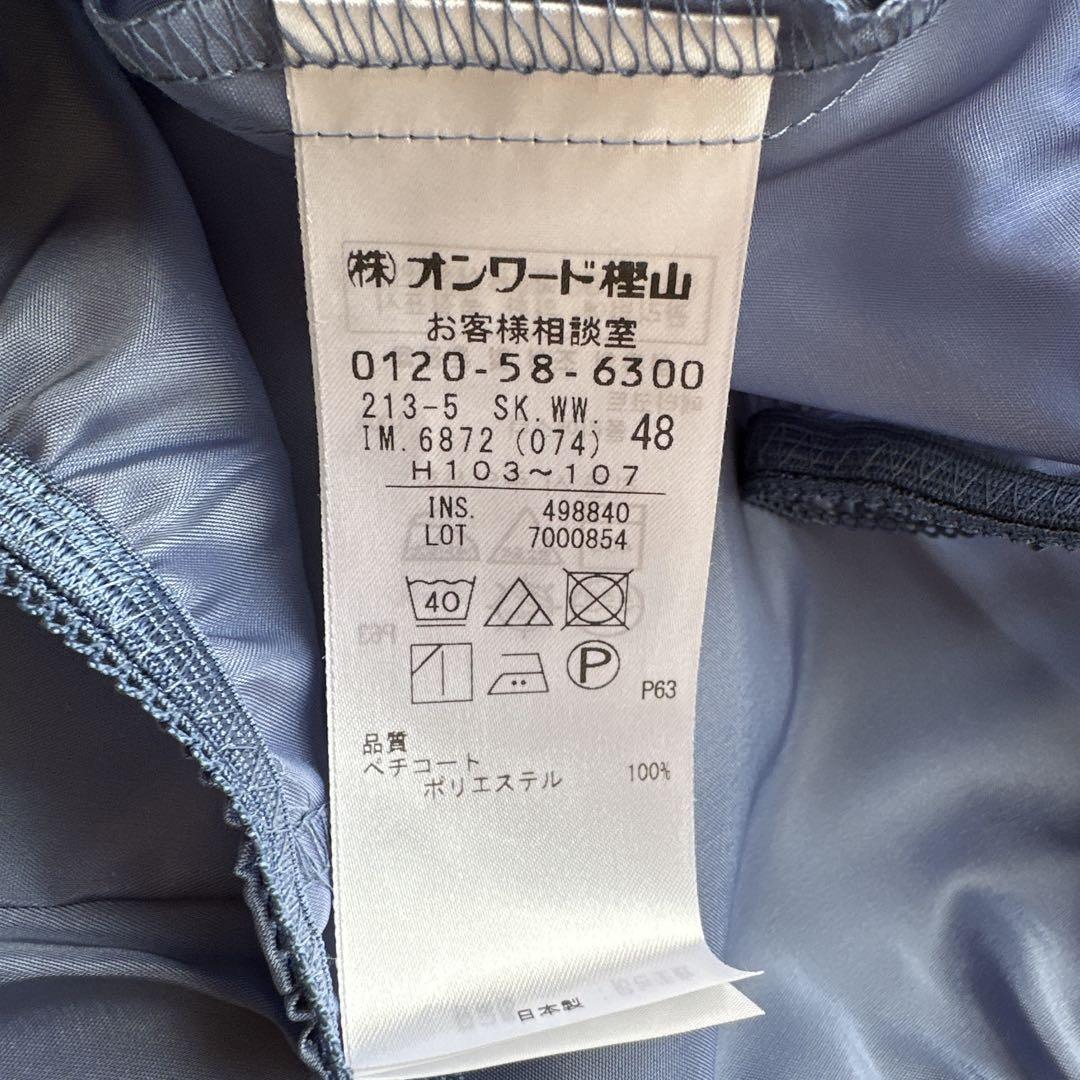 ㈱オンワード樫山
お客様相談室
0120-58-6300
213-5 SK.WW.
IM.6872 (074) 48
H103～107
INS. 498840
LOT 7000854
40
P
P63
品質
ペチコート
ポリエステル 100%
日本製